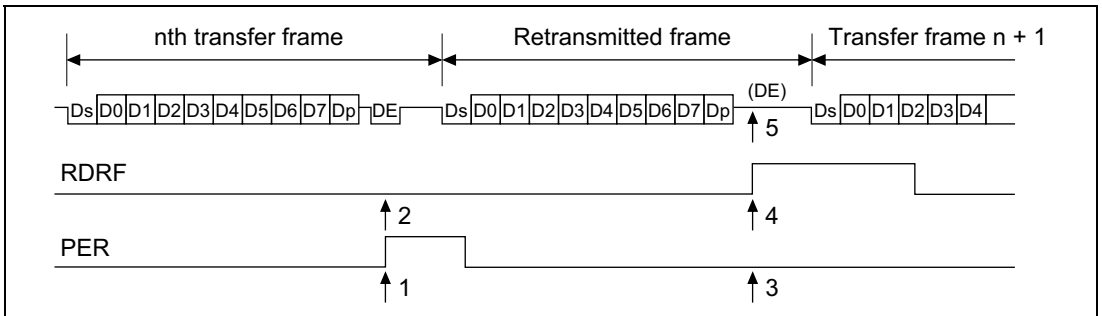 nth transfer frame Retransmitted frame Transfer frame n + 1
(DE)
Ds D0 D1 D2 D3 D4 D5 D6 D7 Dp DE Ds D0 D1 D2 D3 D4 D5 D6 D7 Dp Ds D0 D1 D2 D3 D4
5
RDRF
2 4
PER
1 3